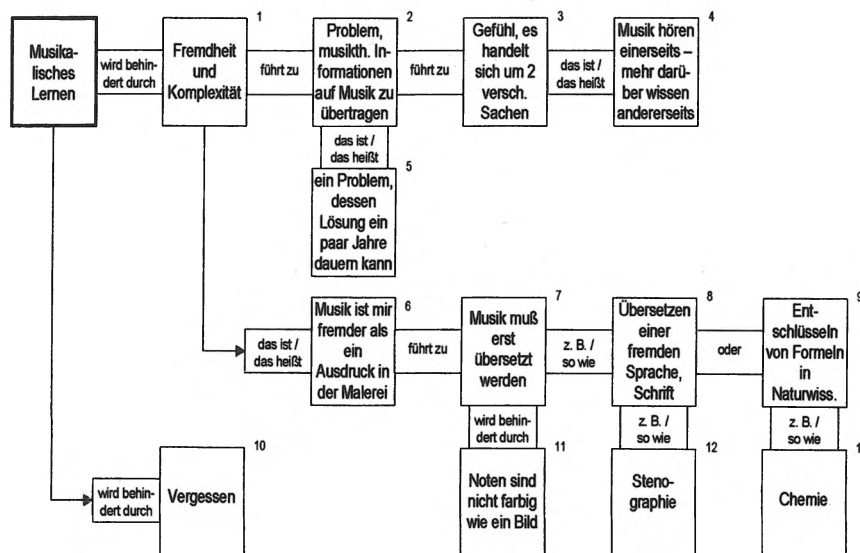 Musika-
lisches
Lernen
wird behin-
dert durch
1
Fremdheit
und
Komplexität
führt zu
2
Problem,
musikth. In-
formationen
auf Musik zu
übertragen
führt zu
3
Gefühl, es
handelt
sich um 2
versch.
Sachen
das ist /
das heißt
4
Musik hören
einerseits –
mehr darü-
ber wissen
andererseits
das ist /
das heißt
5
ein Problem,
dessen
Lösung ein
paar Jahre
dauern kann
das ist /
das heißt
6
Musik ist mir
fremder als
ein
Ausdruck in
der Malerei
führt zu
7
Musik muß
erst
übersetzt
werden
z. B. /
so wie
8
Übersetzen
einer
fremden
Sprache,
Schrift
oder
9
Ent-
schlüsseln
von Formeln
in
Naturwiss.
wird behin-
dert durch
z. B. /
so wie
z. B. /
so wie
wird behin-
dert durch
10
Vergessen
11
Noten sind
nicht farbig
wie ein Bild
12
Steno-
graphie
Chemie